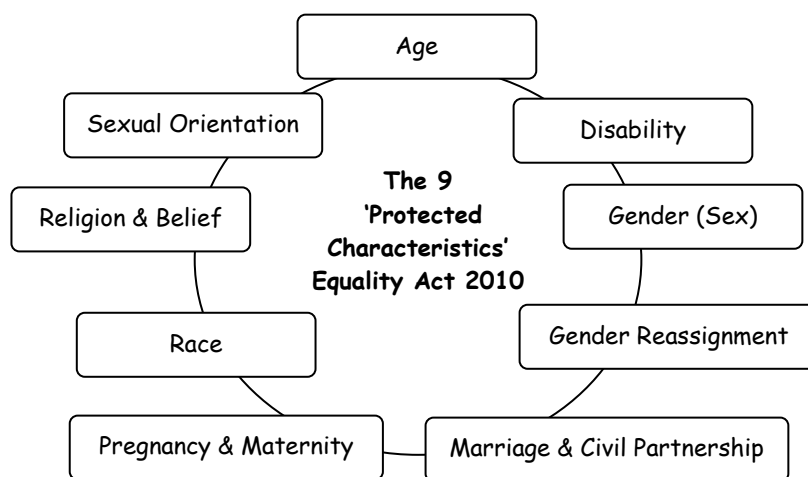 Age
Disability
Gender (Sex)
Gender Reassignment
Marriage & Civil Partnership
Pregnancy & Maternity
Race
Religion & Belief
Sexual Orientation
The 9
‘Protected
Characteristics’
Equality Act 2010